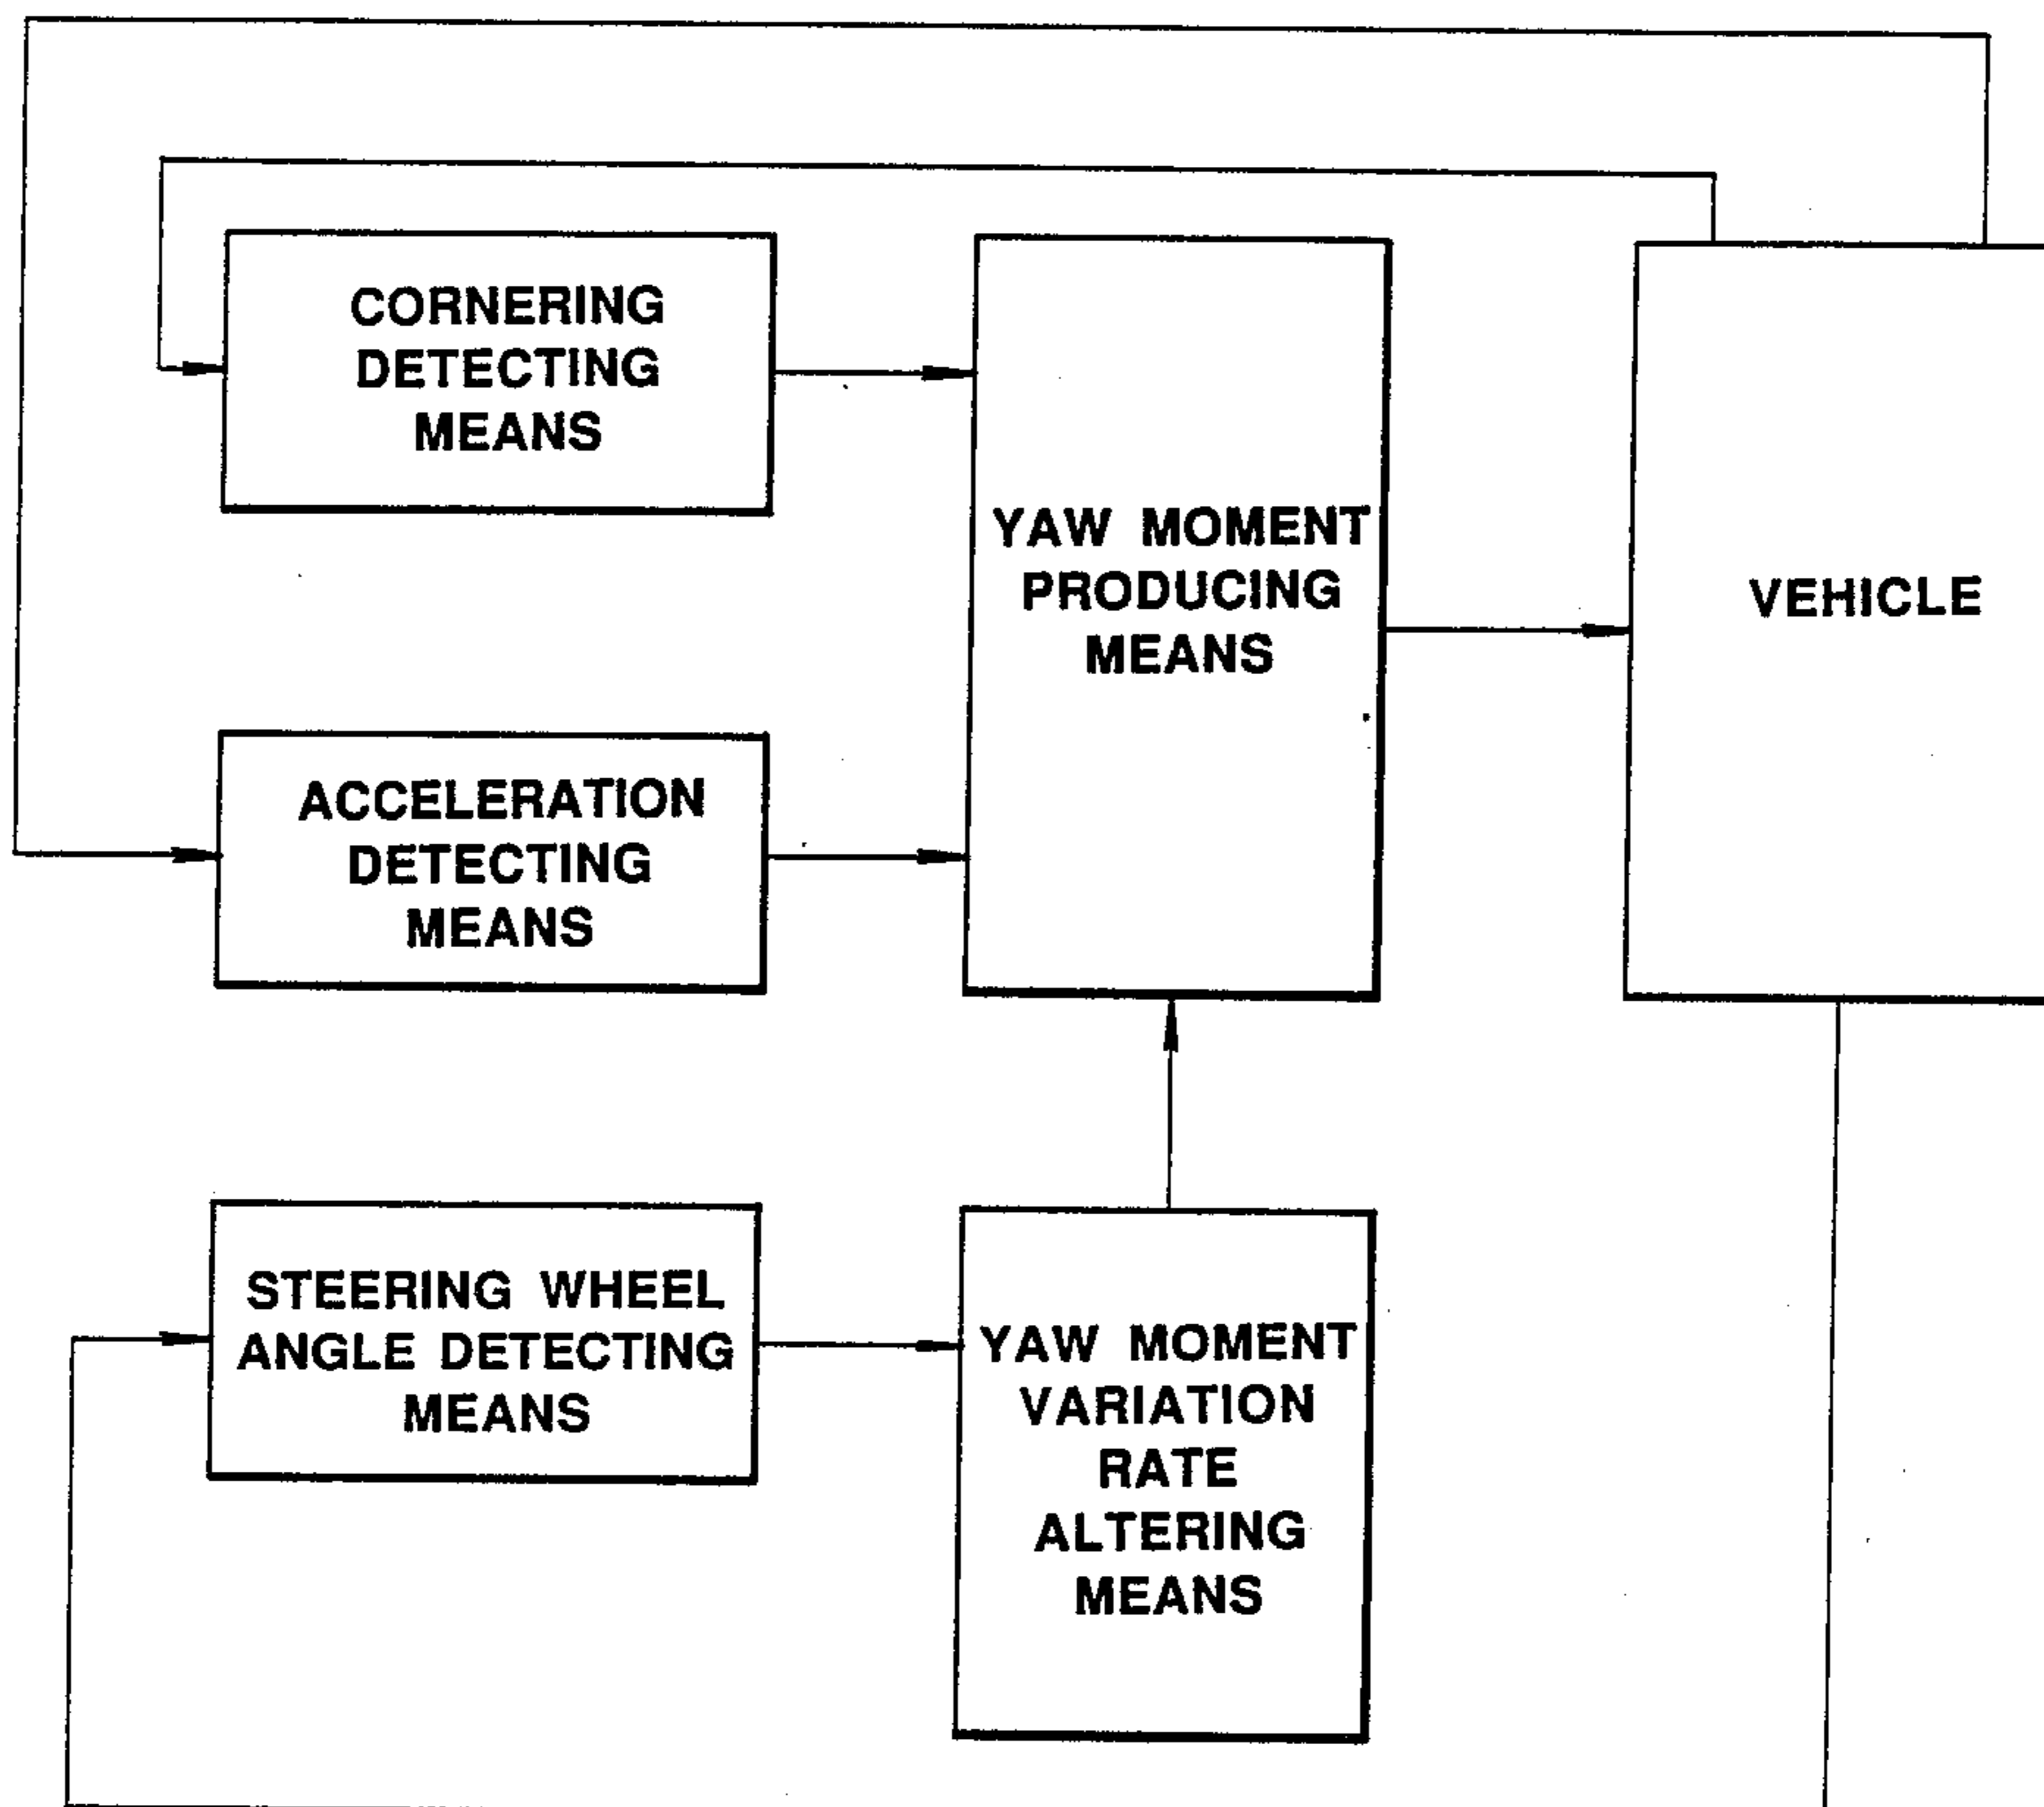 CORNERING
DETECTING
MEANS
YAW MOMENT
PRODUCING
MEANS
VEHICLE
ACCELERATION
DETECTING
MEANS
STEERING WHEEL
ANGLE DETECTING
MEANS
YAW MOMENT
VARIATION
RATE
ALTERING
MEANS